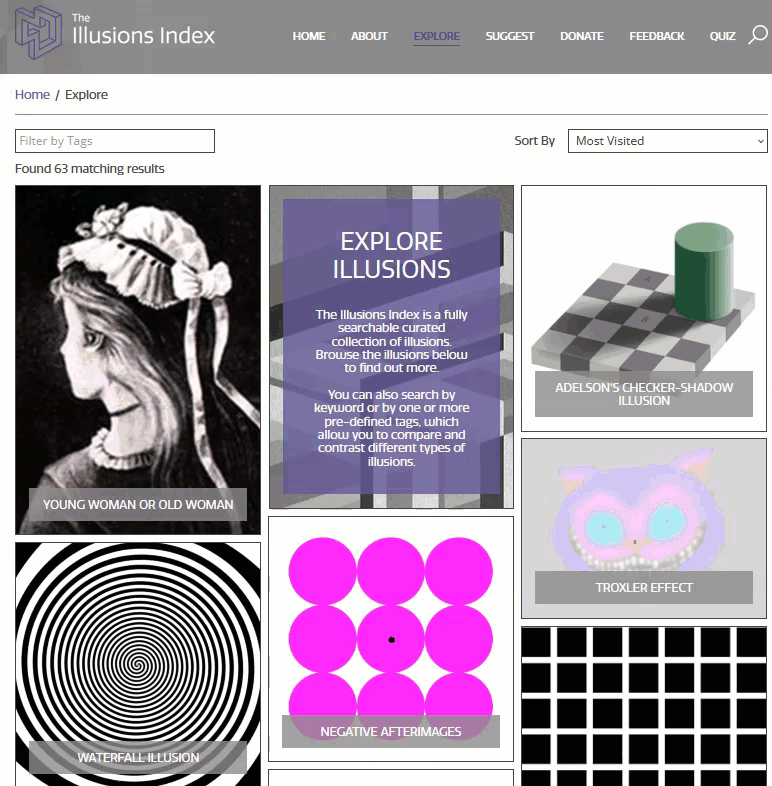 The
Illusions Index
HOME ABOUT EXPLORE SUGGEST DONATE FEEDBACK QUIZ
Home / Explore
Filter by Tags
Sort By Most Visited
Found 63 matching results
YOUNG WOMAN OR OLD WOMAN
EXPLORE
ILLUSIONS
The Illusions Index is a fully
searchable curated
collection of illusions.
Browse the illusions below
to find out more.
You can also search by
keyword or by one or more
pre-defined tags, which
allow you to compare and
contrast different types of
illusions.
ADELSON'S CHECKER-SHADOW
ILLUSION
TROXLER EFFECT
WATERFALL ILLUSION
NEGATIVE AFTERIMAGES